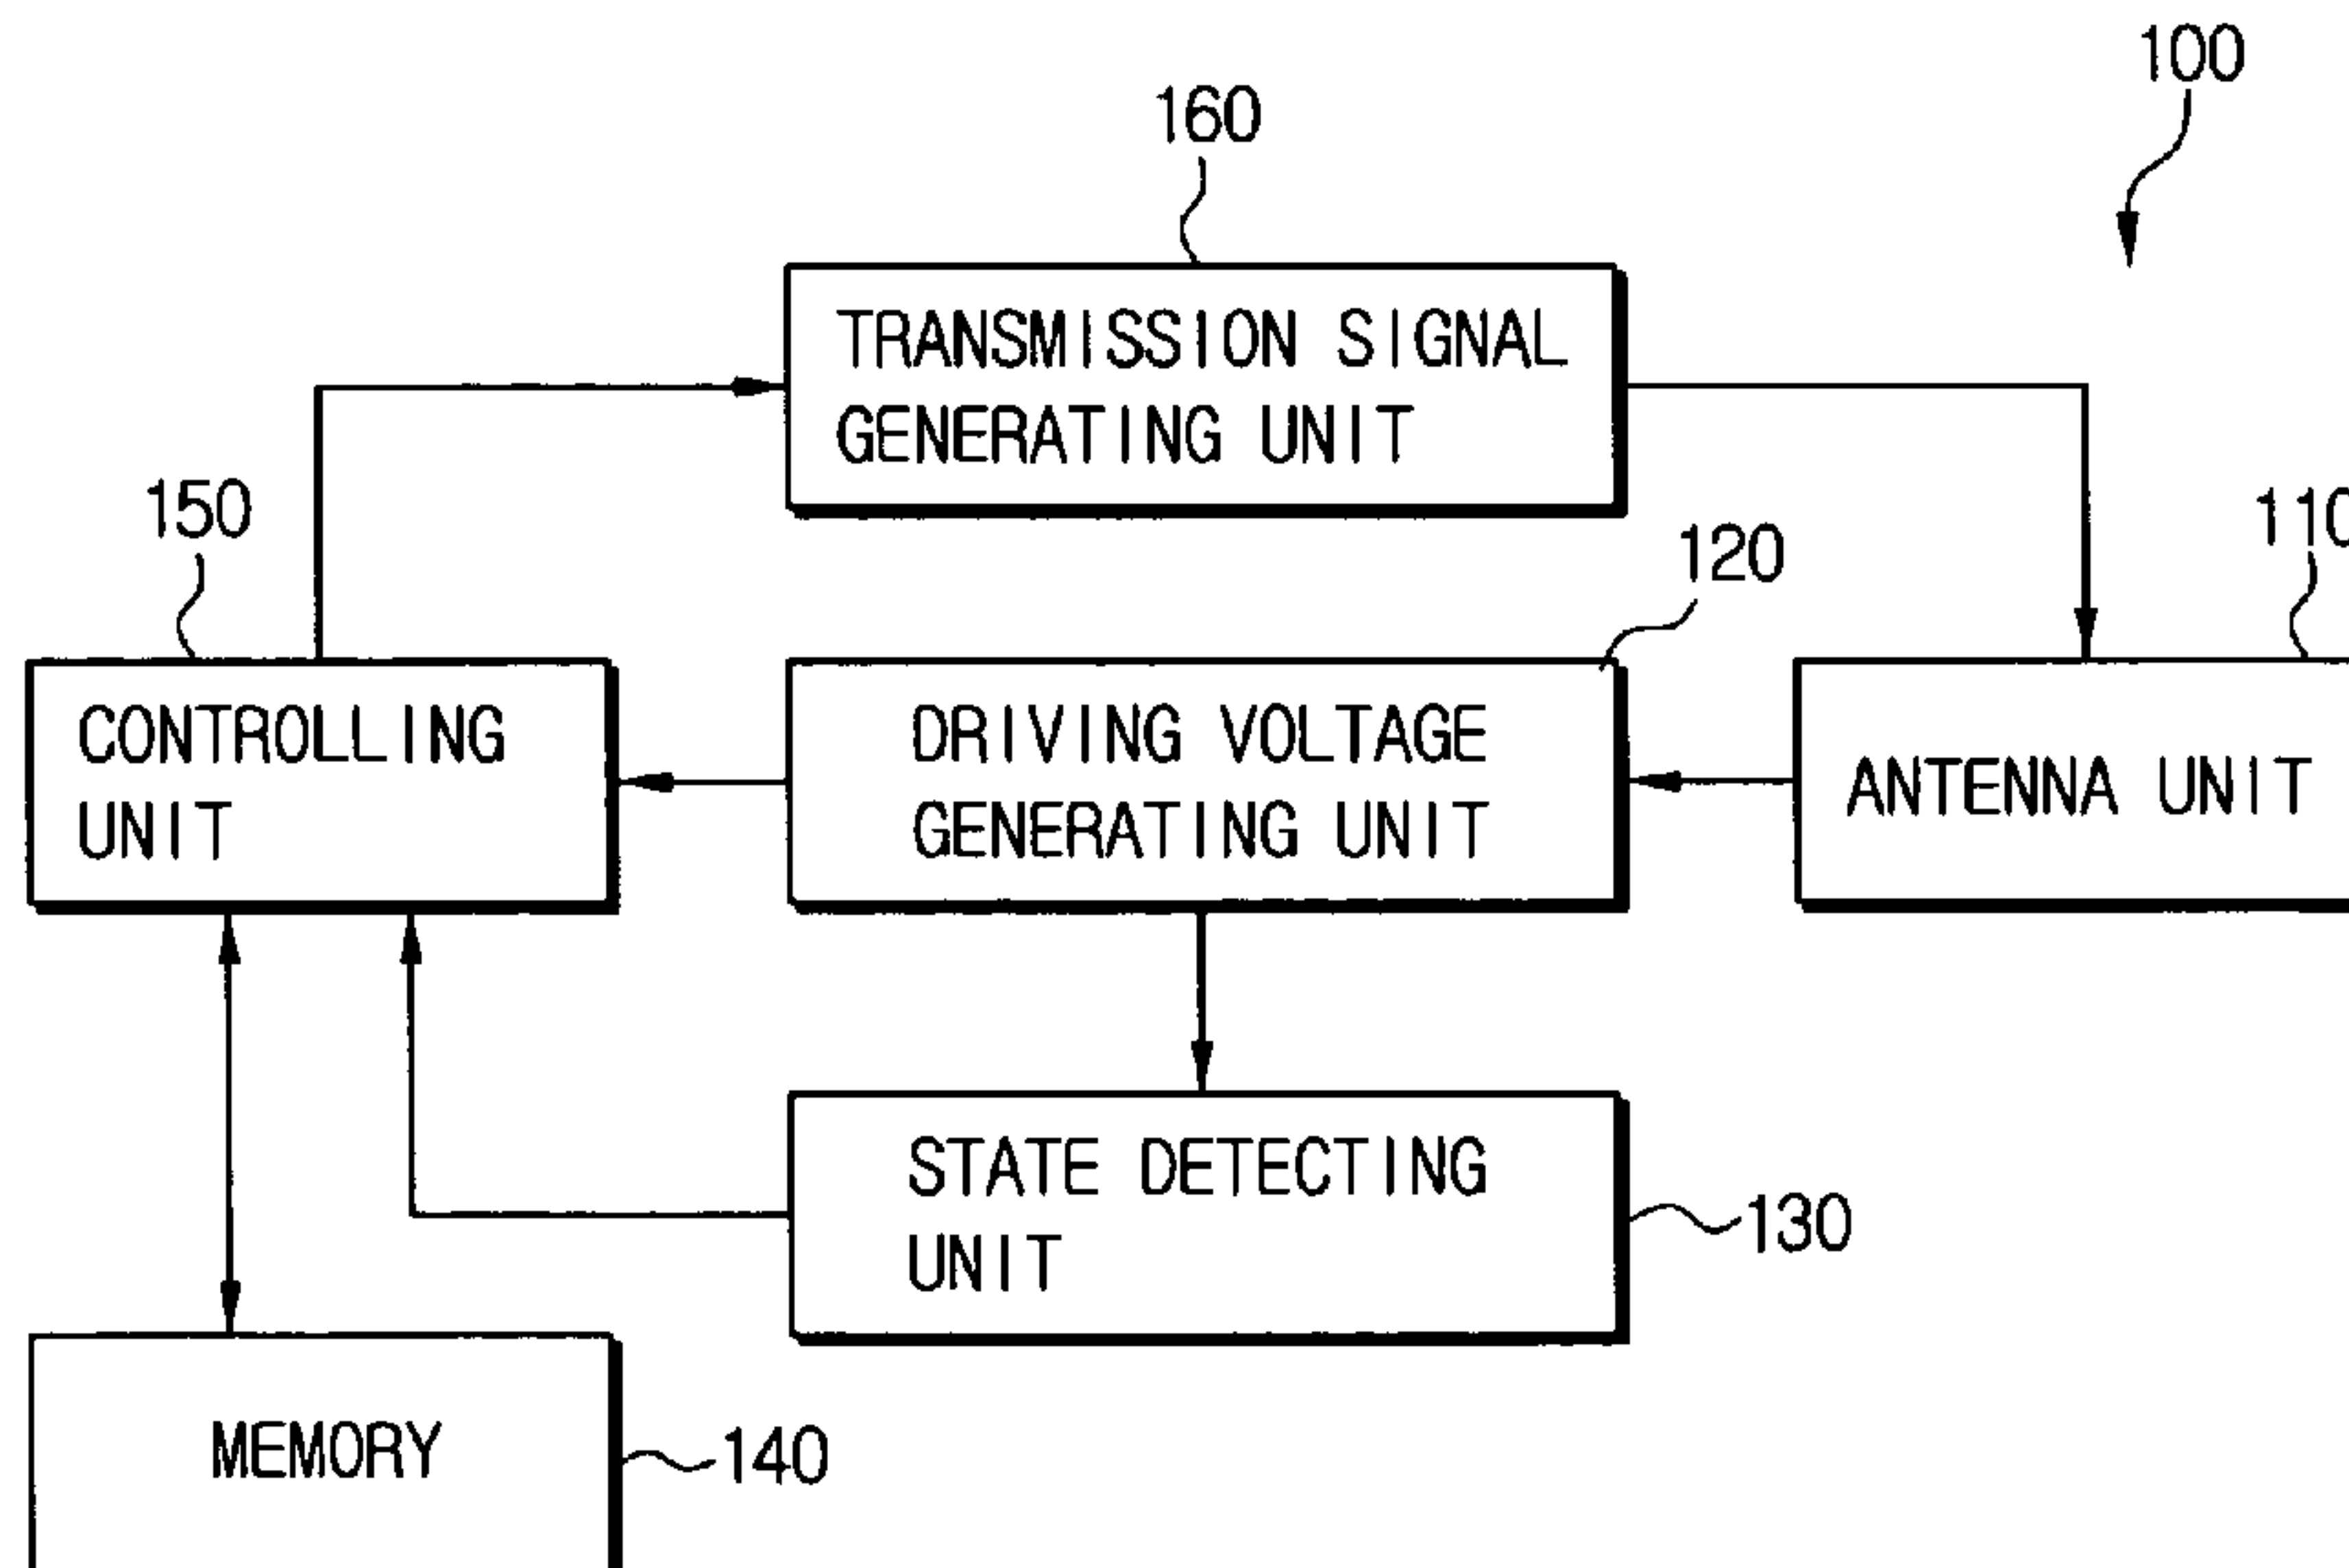 100
160
TRANSMISSION SIGNAL
GENERATING UNIT
150
120
110
CONTROLLING
UNIT
DRIVING VOLTAGE
GENERATING UNIT
ANTENNA UNIT
STATE DETECTING
UNIT
130
MEMORY
140